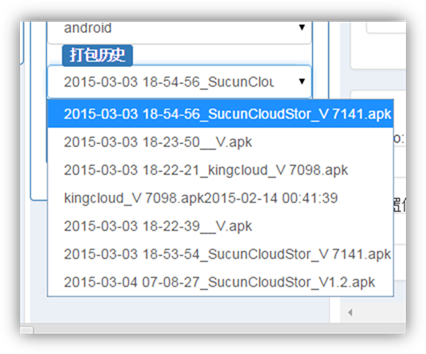 android
打包历史
2015-03-03 18-54-56_SucunClou
2015-03-03 18-54-56_SucunCloudStor_V 7141.apk
2015-03-03 18-23-50__V.apk
2015-03-03 18-22-21_kingcloud_V 7098.apk
kingcloud_V 7098.apk2015-02-14 00:41:39
2015-03-03 18-22-39__V.apk
2015-03-03 18-53-54_SucunCloudStor_V 7141.apk
2015-03-04 07-08-27_SucunCloudStor_V1.2.apk
o:
置